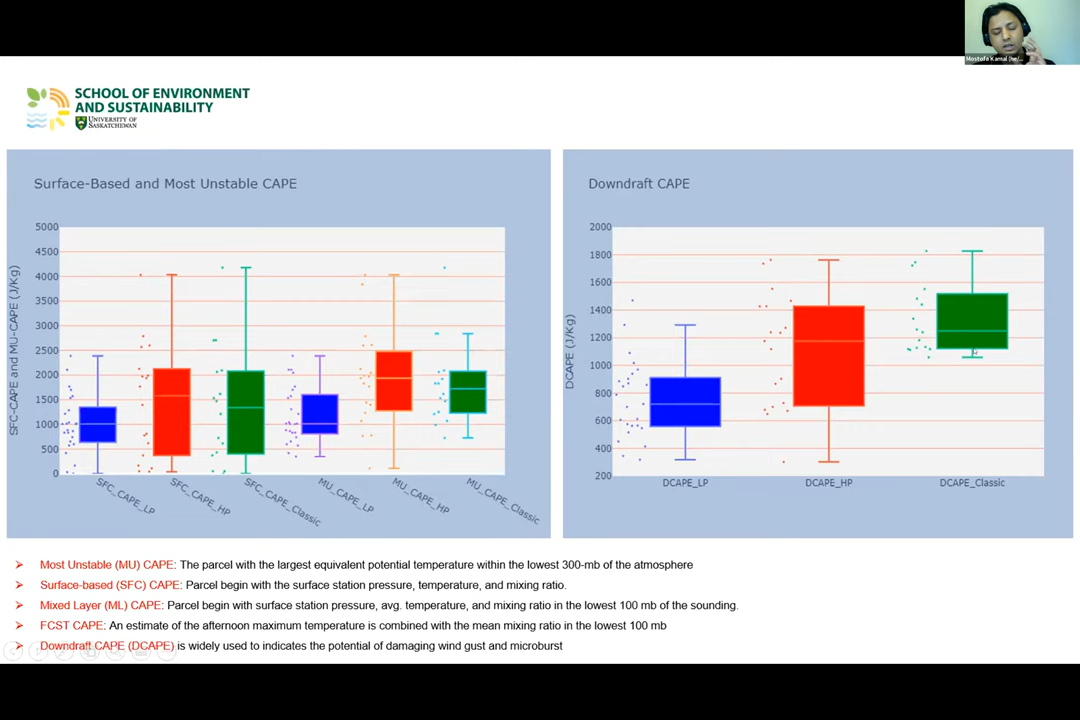 Mostofa Kamal (he/...
SCHOOL OF ENVIRONMENT
AND SUSTAINABILITY
UNIVERSITY OF
SASKATCHEWAN
Surface-Based and Most Unstable CAPE
SFC-CAPE and MU-CAPE (J/Kg)
5000
4500
4000
3500
3000
2500
2000
1500
1000
500
0
SFC_CAPE_LP
SFC_CAPE_HP
SFC_CAPE_Classic
MU_CAPE_LP
MU_CAPE_HP
MU_CAPE_Classic
Downdraft CAPE
DCAPE (J/Kg)
2000
1800
1600
1400
1200
1000
800
600
400
200
DCAPE_LP
DCAPE_HP
DCAPE_Classic
Most Unstable (MU) CAPE: The parcel with the largest equivalent potential temperature within the lowest 300-mb of the atmosphere
Surface-based (SFC) CAPE: Parcel begin with the surface station pressure, temperature, and mixing ratio.
Mixed Layer (ML) CAPE: Parcel begin with surface station pressure, avg. temperature, and mixing ratio in the lowest 100 mb of the sounding.
FCST CAPE: An estimate of the afternoon maximum temperature is combined with the mean mixing ratio in the lowest 100 mb
Downdraft CAPE (DCAPE) is widely used to indicates the potential of damaging wind gust and microburst